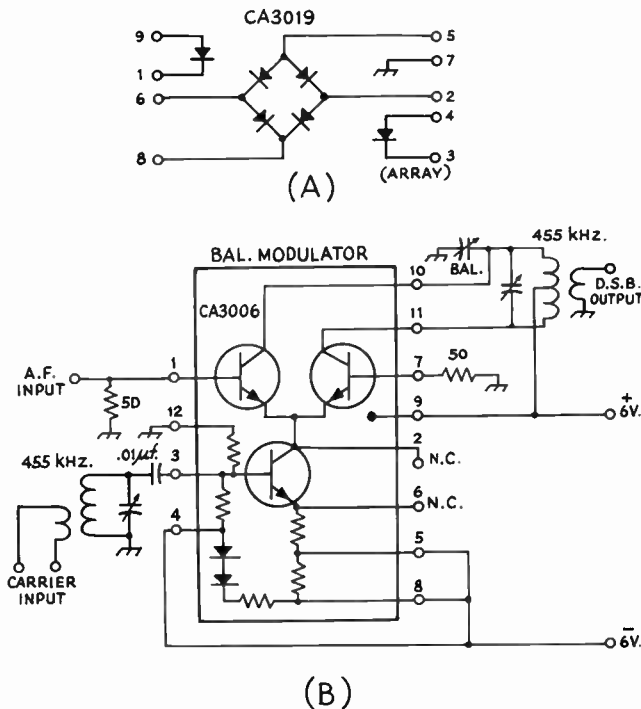 CA3019
9
5
1
7
6
2
4
8
3
(ARRAY)
(A)
455 kHz.
BAL. MODULATOR
10
BAL.
D.S.B.
OUTPUT
CA3006
11
A.F.
INPUT
1
7
50
5D
9
+
6V.
12
2
N.C.
.01µf.
455 kHz.
3
6
N.C.
4
5
CARRIER
INPUT
8
–
6V.
(B)